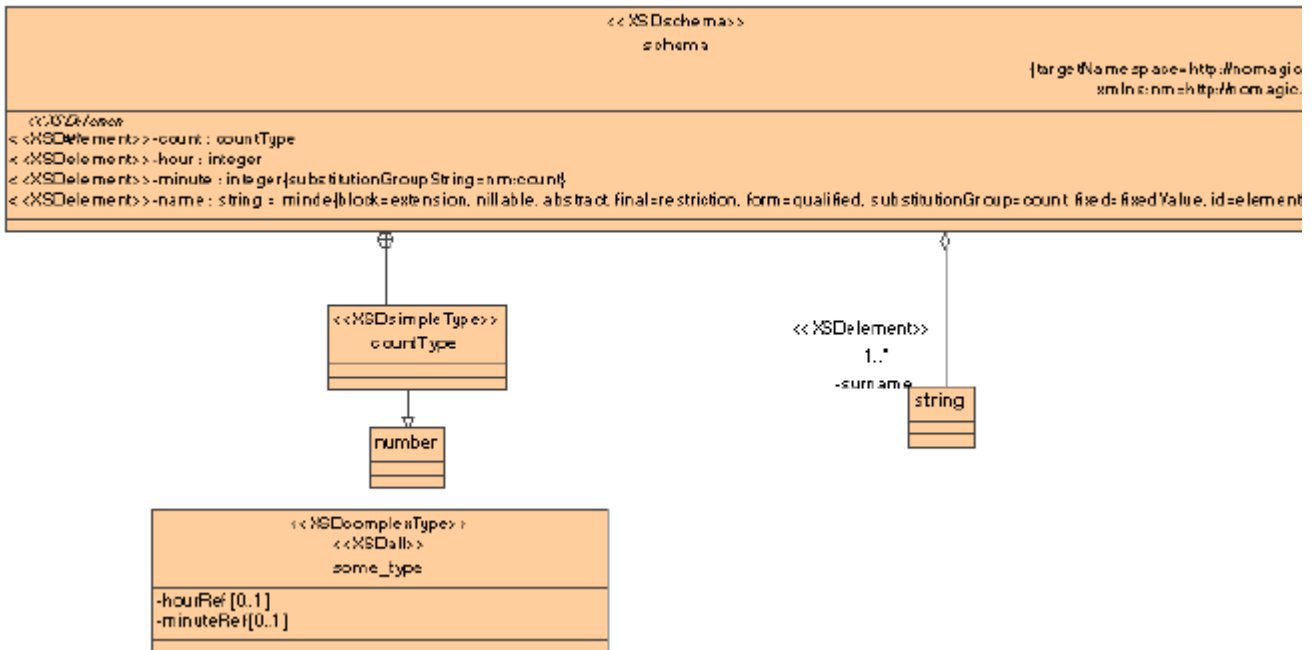 <<XSDschema>>
schema
{targetNamespace=http://nomagic
xmlns:nm=http://nomagic.
<<XSDelement>>-count : countType
<<XSDelement>>-hour : integer
<<XSDelement>>-minute : integer{substitutionGroupString=nm:count}
<<XSDelement>>-name : string = minde{block=extension, nillable, abstract, final=restriction, form=qualified, substitutionGroup=count, fixed=fixedValue, id=element
<<XSDsimpleType>>
countType
<<XSDelement>>
1..*
-surname
string
number
<<XSDcomplexType>>
<<XSDall>>
some_type
-hourRef [0..1]
-minuteRef[0..1]